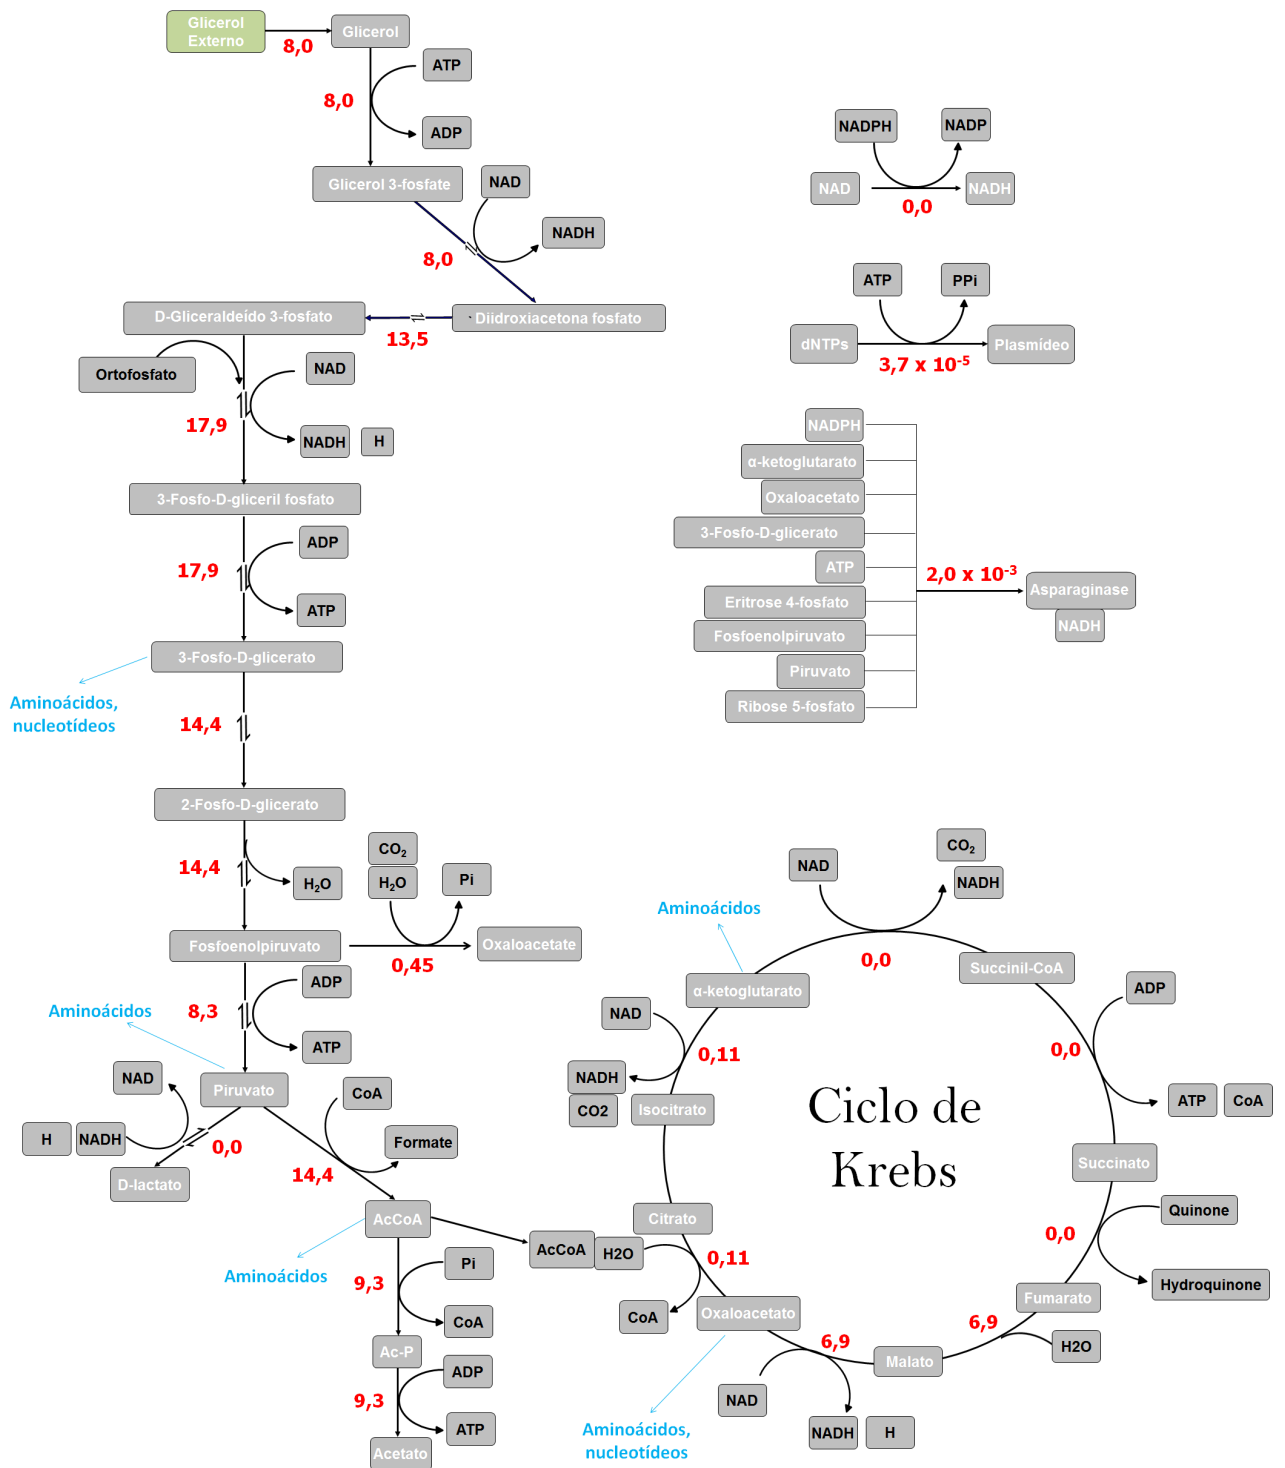 Glicerol
Externo
8,0
Glicerol
ATP
8,0
ADP
Glicerol 3-fosfate
NAD
NADH
8,0
D-Gliceraldeído 3-fosfato
13,5
Diidroxiacetona fosfato
Ortofosfato
NAD
17,9
NADH
H
3-Fosfo-D-gliceril fosfato
ADP
17,9
ATP
3-Fosfo-D-glicerato
Aminoácidos,
nucleotídeos
14,4
2-Fosfo-D-glicerato
14,4
H₂O
CO₂
H₂O
Pi
Fosfoenolpiruvato
0,45
Oxaloacetate
ADP
8,3
Aminoácidos
ATP
Piruvato
NAD
H
NADH
0,0
D-lactato
CoA
Formate
14,4
AcCoA
Aminoácidos
Pi
9,3
CoA
Ac-P
ADP
9,3
ATP
Acetato
NADPH
NADP
NAD
NADH
0,0
ATP
PPi
dNTPs
Plasmídeo
3,7 x 10⁻⁵
NADPH
α-ketoglutarato
Oxaloacetato
3-Fosfo-D-glicerato
ATP
Eritrose 4-fosfato
Fosfoenolpiruvato
Piruvato
Ribose 5-fosfato
2,0 x 10⁻³
Asparaginase
NADH
Ciclo de
Krebs
AcCoA
H2O
CoA
Citrato
0,11
Oxaloacetato
Aminoácidos,
nucleotídeos
Isocitrato
NAD
NADH
CO2
0,11
α-ketoglutarato
Aminoácidos
NAD
CO₂
NADH
0,0
Succinil-CoA
ADP
0,0
ATP
CoA
Succinato
Quinone
0,0
Hydroquinone
Fumarato
6,9
H2O
Malato
6,9
NAD
NADH
H